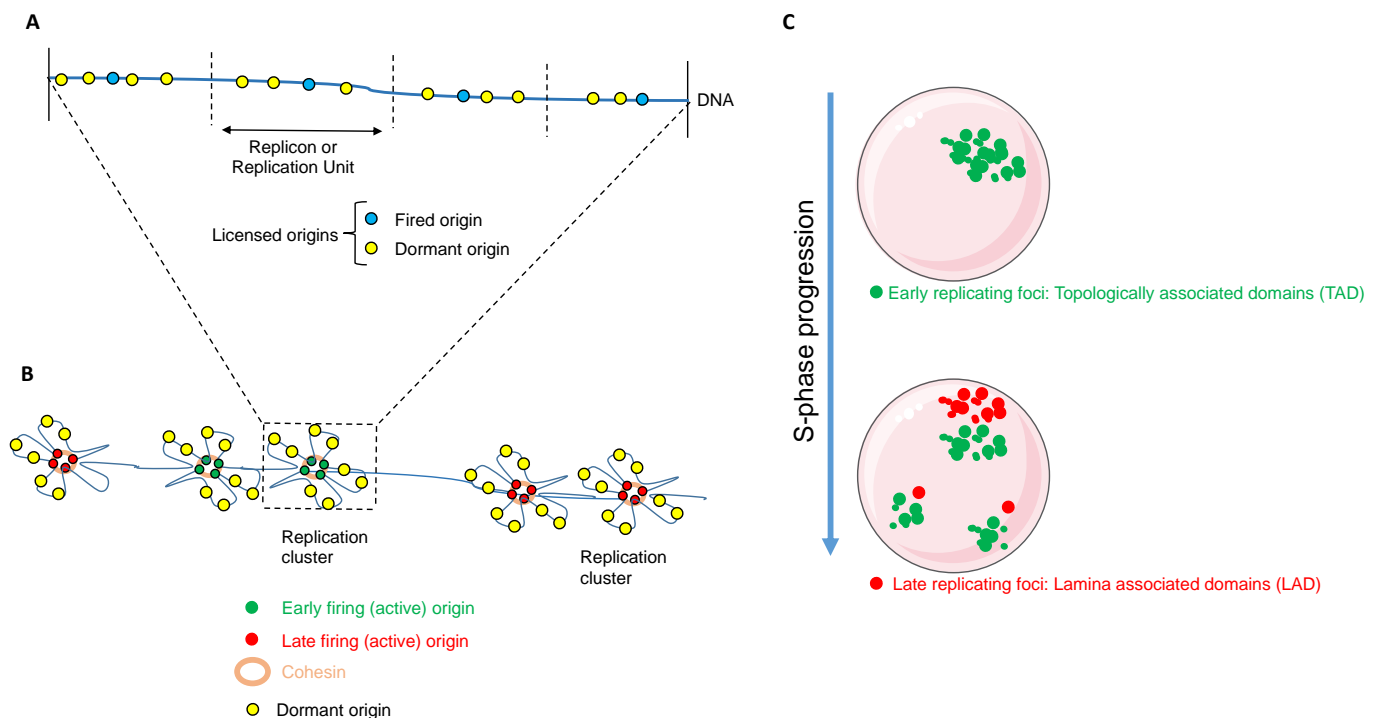 A
DNA
Replicon or
Replication Unit
Licensed origins
Fired origin
Dormant origin
B
Replication
cluster
Replication
cluster
Early firing (active) origin
Late firing (active) origin
Cohesin
Dormant origin
C
S-phase progression
Early replicating foci: Topologically associated domains (TAD)
Late replicating foci: Lamina associated domains (LAD)